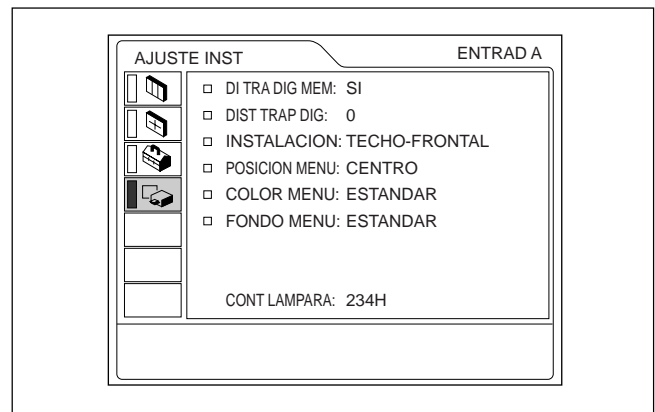 AJUSTE INST ENTRAD A
DI TRA DIG MEM: SI
DIST TRAP DIG: 0
INSTALACION: TECHO-FRONTAL
POSICION MENU: CENTRO
COLOR MENU: ESTANDAR
FONDO MENU: ESTANDAR
CONT LAMPARA: 234H